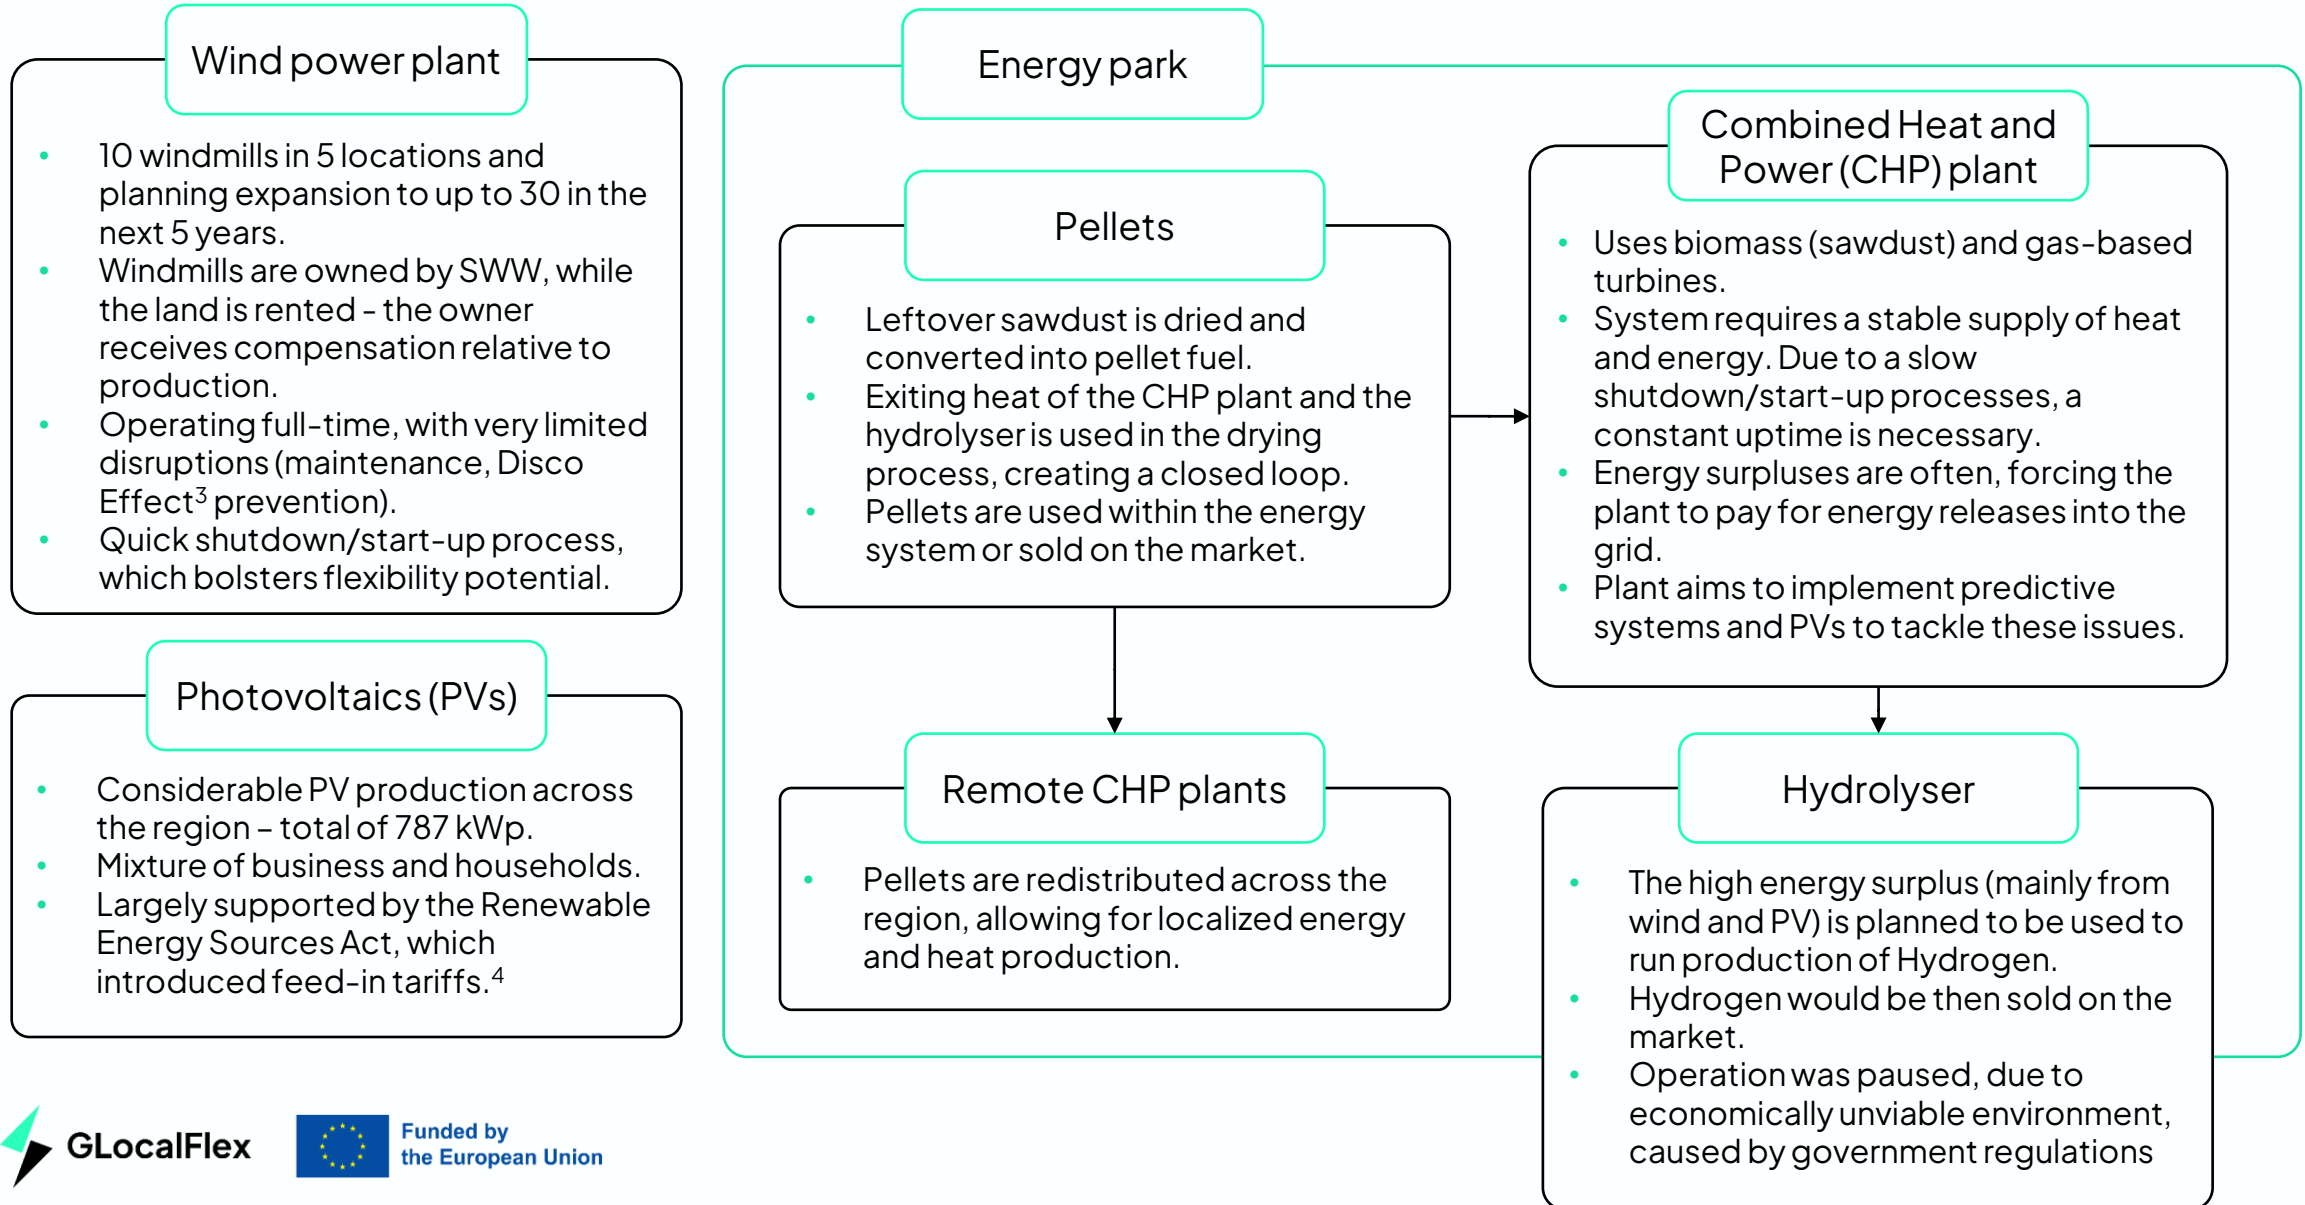 Wind power plant
• 10 windmills in 5 locations and
planning expansion to up to 30 in the
next 5 years.
• Windmills are owned by SWW, while
the land is rented - the owner
receives compensation relative to
production.
• Operating full-time, with very limited
disruptions (maintenance, Disco
Effect³ prevention).
• Quick shutdown/start-up process,
which bolsters flexibility potential.
Photovoltaics (PVs)
• Considerable PV production across
the region – total of 787 kWp.
• Mixture of business and households.
• Largely supported by the Renewable
Energy Sources Act, which
introduced feed-in tariffs.⁴
Energy park
Pellets
• Leftover sawdust is dried and
converted into pellet fuel.
• Exiting heat of the CHP plant and the
hydrolyser is used in the drying
process, creating a closed loop.
• Pellets are used within the energy
system or sold on the market.
Combined Heat and
Power (CHP) plant
• Uses biomass (sawdust) and gas-based
turbines.
• System requires a stable supply of heat
and energy. Due to a slow
shutdown/start-up processes, a
constant uptime is necessary.
• Energy surpluses are often, forcing the
plant to pay for energy releases into the
grid.
• Plant aims to implement predictive
systems and PVs to tackle these issues.
Remote CHP plants
• Pellets are redistributed across the
region, allowing for localized energy
and heat production.
Hydrolyser
• The high energy surplus (mainly from
wind and PV) is planned to be used to
run production of Hydrogen.
• Hydrogen would be then sold on the
market.
• Operation was paused, due to
economically unviable environment,
caused by government regulations
GLocalFlex
Funded by
the European Union